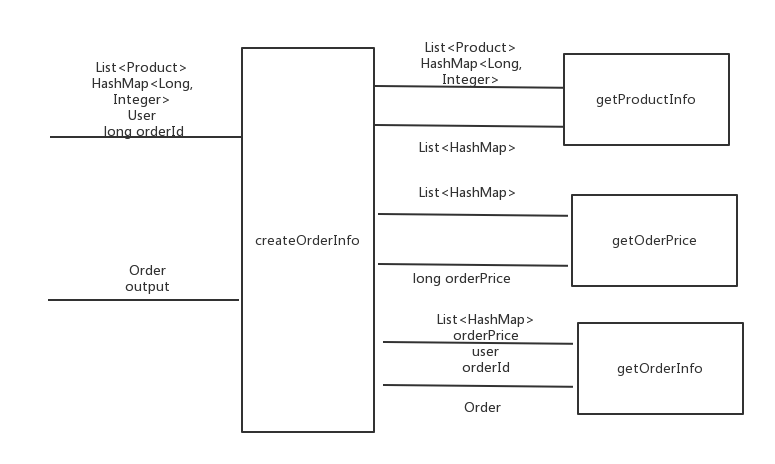 List<Product>
HashMap<Long,
Integer>
User
long orderId
Order
output
createOrderInfo
List<Product>
HashMap<Long,
Integer>
List<HashMap>
getProductInfo
List<HashMap>
long orderPrice
getOderPrice
List<HashMap>
orderPrice
user
orderId
Order
getOrderInfo